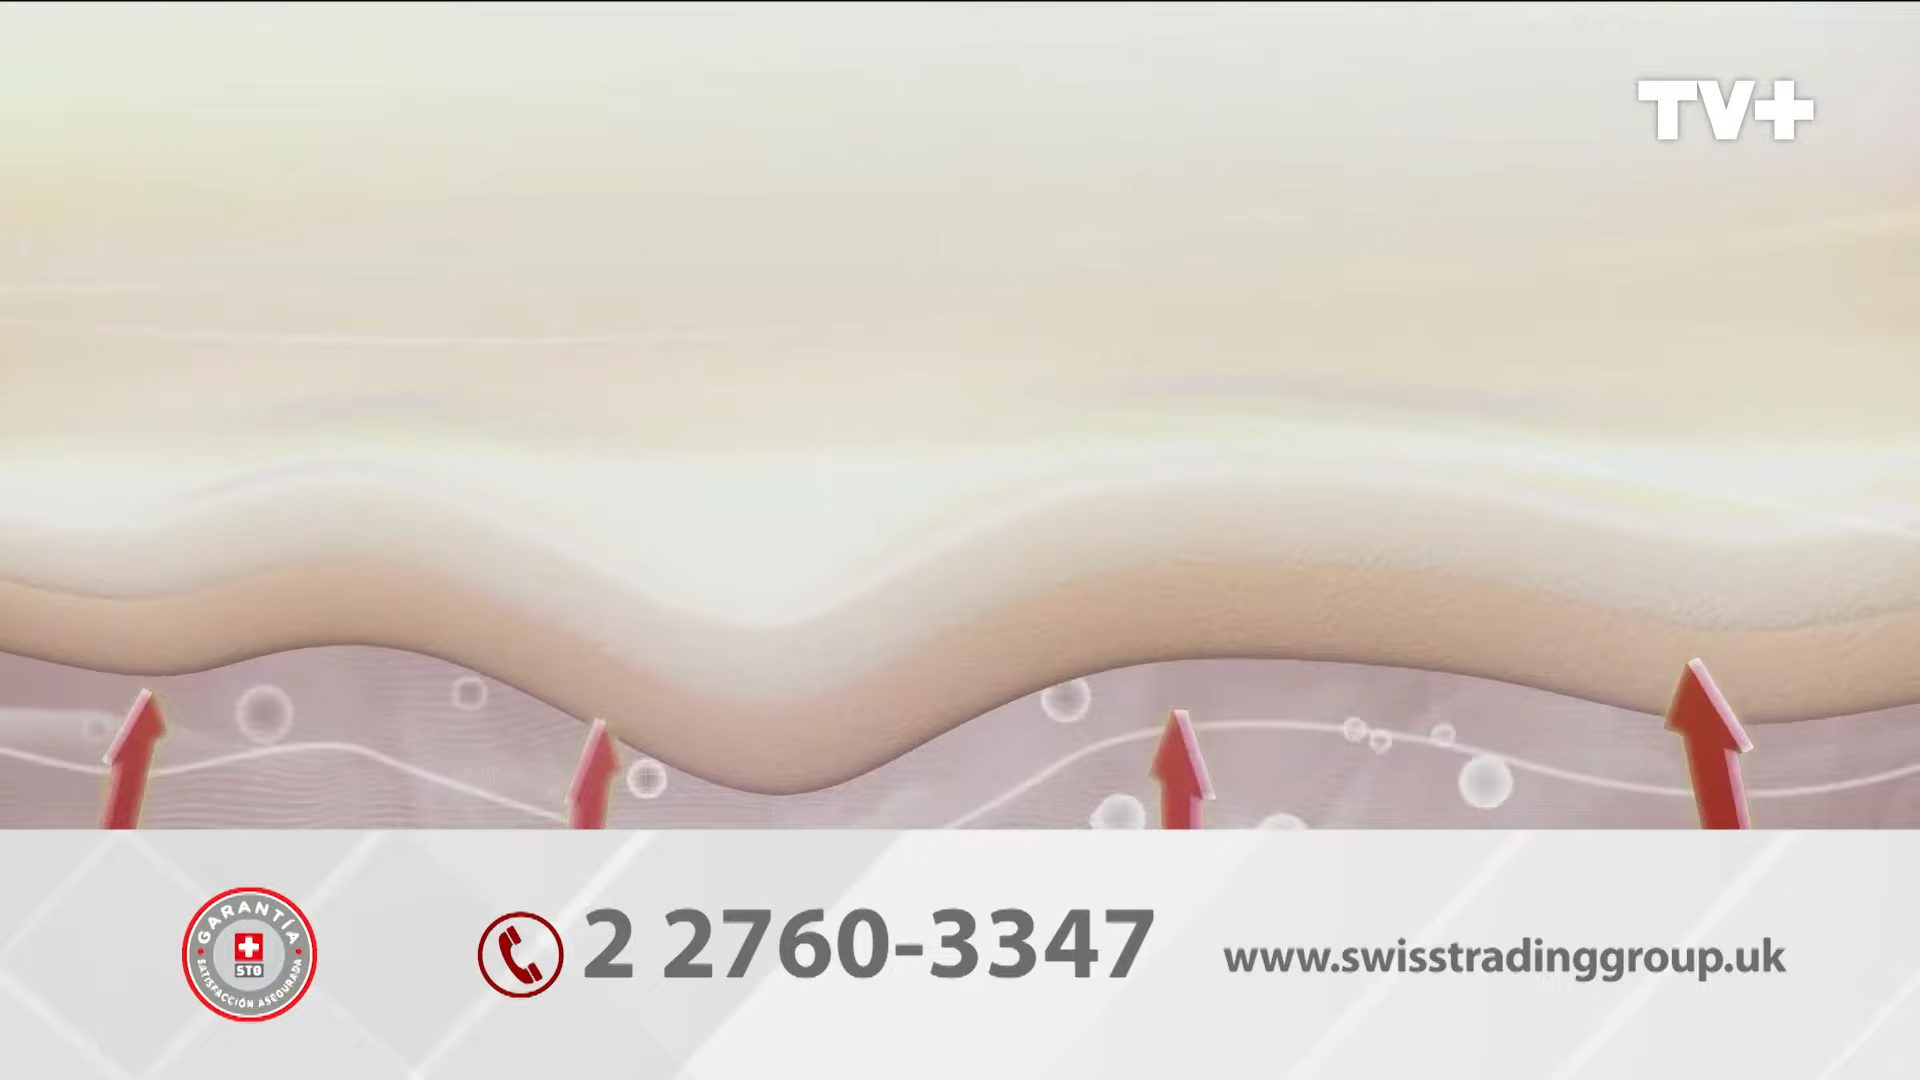 TV+
GARANTÍA
STG
SATISFACCIÓN ASEGURADA
2 2760-3347
www.swisstradinggroup.uk